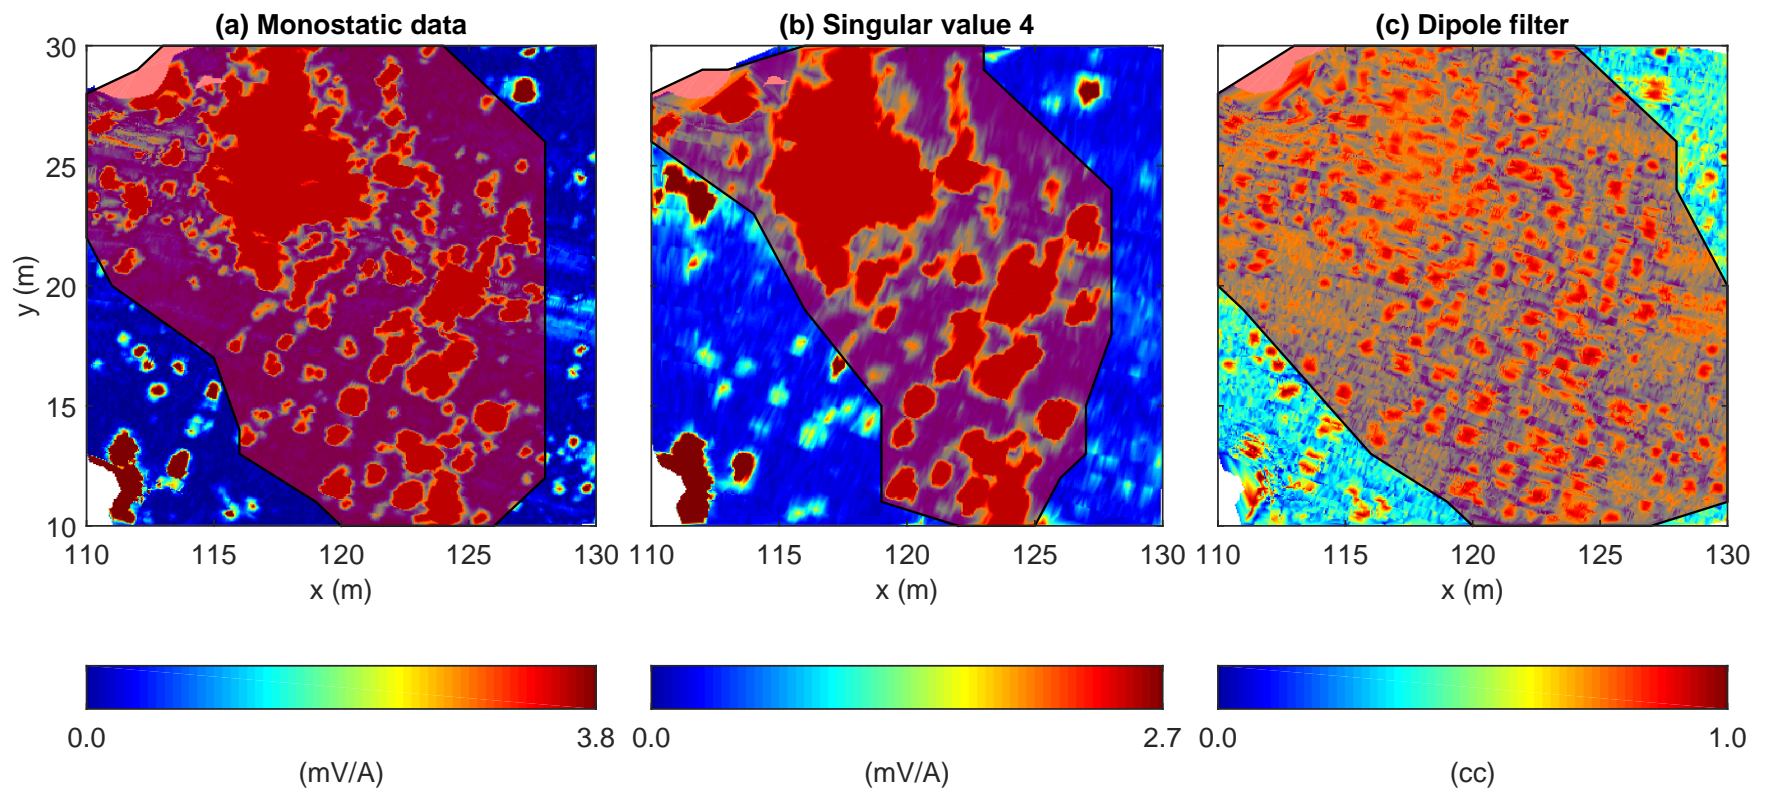 (a) Monostatic data
(b) Singular value 4
(c) Dipole filter
30
25
20
15
10
y (m)
110 115 120 125 130
110 115 120 125 130
110 115 120 125 130
x (m)
x (m)
x (m)
0.0 3.8
0.0 2.7
0.0 1.0
(mV/A)
(mV/A)
(cc)